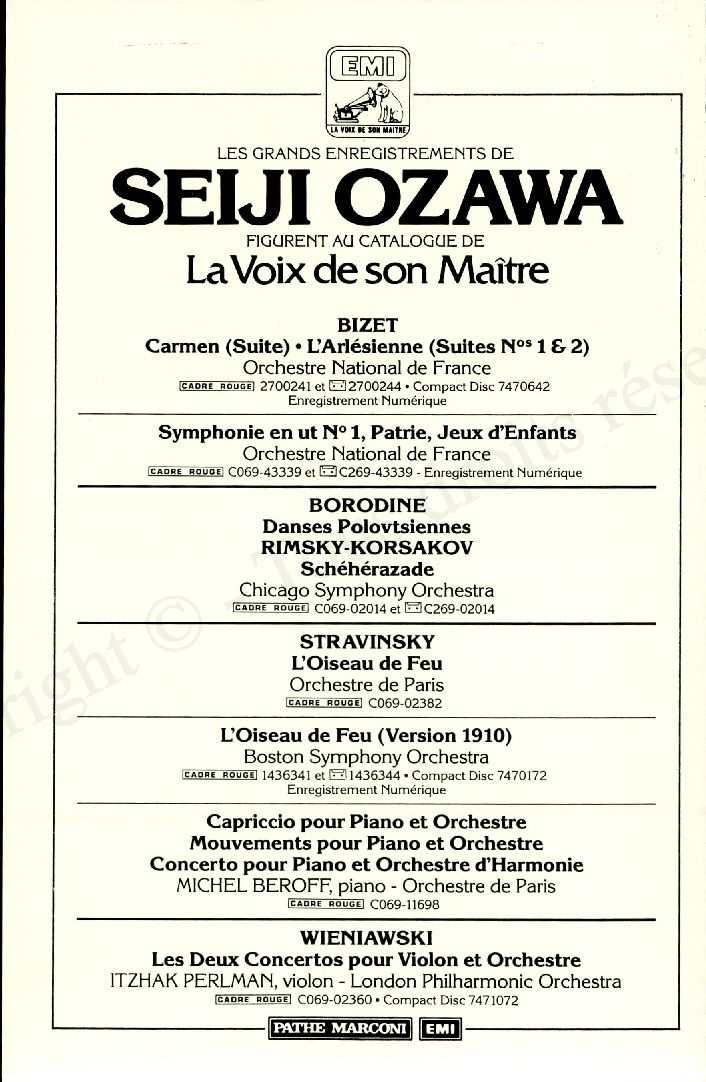 EMI
LA VOIX DE SON MAITRE
LES GRANDS ENREGISTREMENTS DE
SEIJI OZAWA
FIGURENT AU CATALOGUE DE
La Voix de son Maître
BIZET
Carmen (Suite) • L'Arlésienne (Suites Nos 1 & 2)
Orchestre National de France
CADRE ROUGE 2700241 et 2700244 • Compact Disc 7470642
Enregistrement Numérique
Symphonie en ut No 1, Patrie, Jeux d'Enfants
Orchestre National de France
CADRE ROUGE C069-43339 et C269-43339 - Enregistrement Numérique
BORODINE
Danses Polovtsiennes
RIMSKY-KORSAKOV
Schéhérazade
Chicago Symphony Orchestra
CADRE ROUGE C069-02014 et C269-02014
STRAVINSKY
L'Oiseau de Feu
Orchestre de Paris
CADRE ROUGE C069-02382
L'Oiseau de Feu (Version 1910)
Boston Symphony Orchestra
CADRE ROUGE 1436341 et 1436344 • Compact Disc 7470172
Enregistrement Numérique
Capriccio pour Piano et Orchestre
Mouvements pour Piano et Orchestre
Concerto pour Piano et Orchestre d'Harmonie
MICHEL BEROFF, piano - Orchestre de Paris
CADRE ROUGE C069-11698
WIENIAWSKI
Les Deux Concertos pour Violon et Orchestre
ITZHAK PERLMAN, violon - London Philharmonic Orchestra
CADRE ROUGE C069-02360 • Compact Disc 7471072
PATHE MARCONI EMI